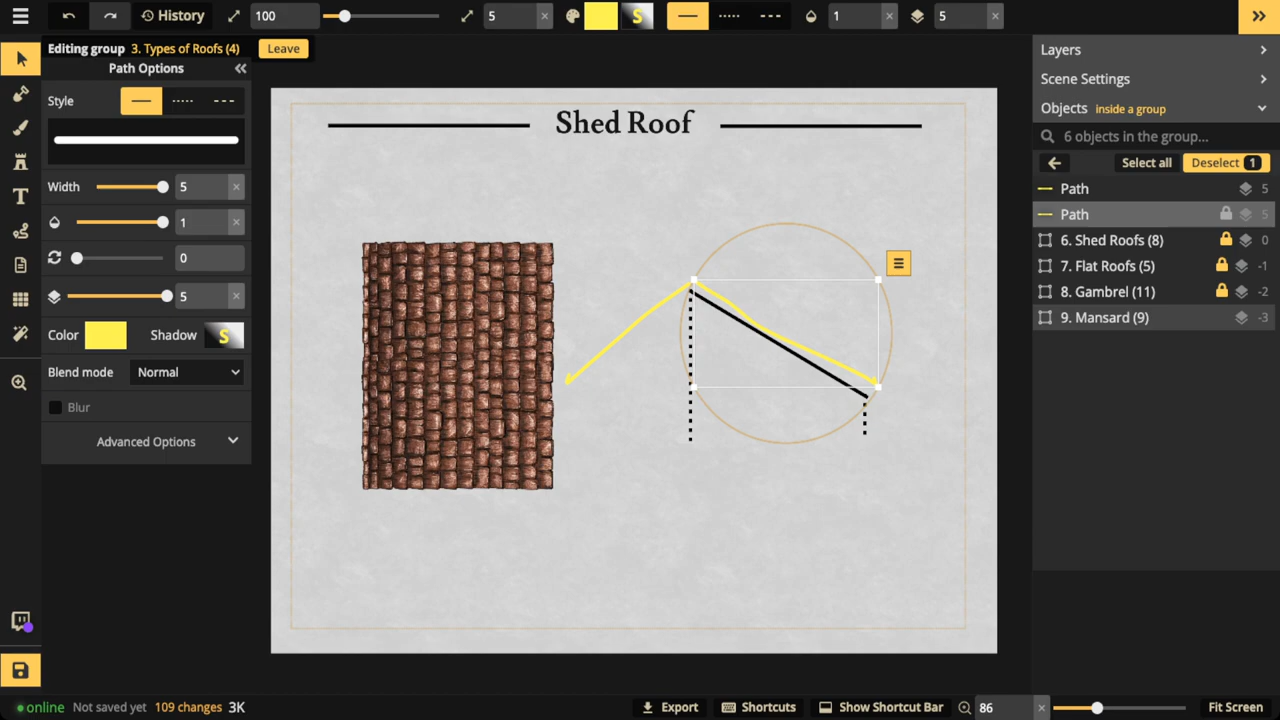 History
100
5
S
1
5
Editing group 3. Types of Roofs (4)
Leave
Path Options
Style
Width
5
1
0
5
Color
Shadow
S
Blend mode
Normal
Blur
Advanced Options
Shed Roof
Layers
Scene Settings
Objects inside a group
6 objects in the group...
Select all
Deselect 1
Path 5
Path 5
6. Shed Roofs (8) 0
7. Flat Roofs (5) -1
8. Gambrel (11) -2
9. Mansard (9) -3
online
Not saved yet
109 changes
3K
Export
Shortcuts
Show Shortcut Bar
86
Fit Screen